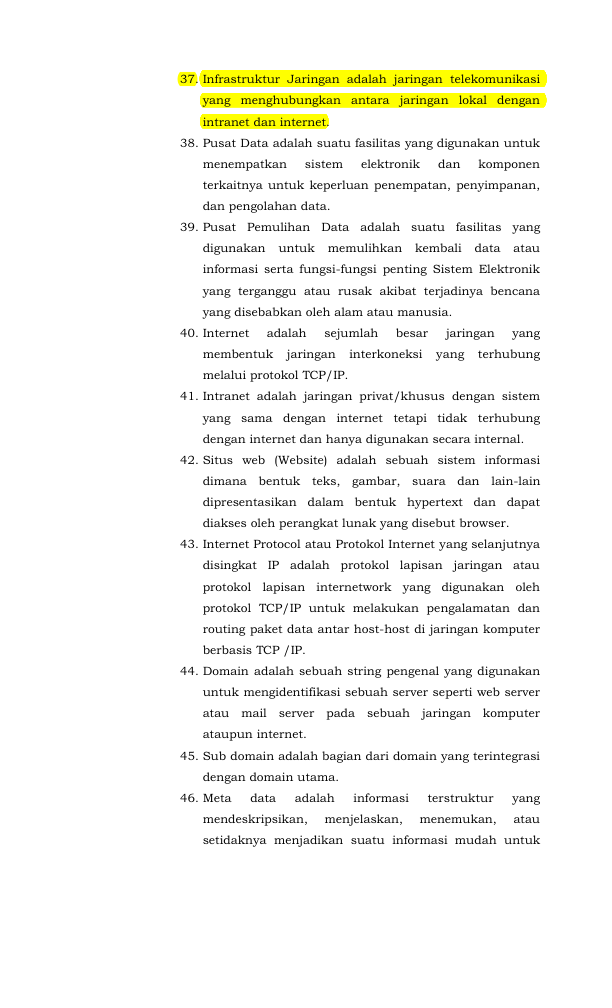 37. Infrastruktur Jaringan adalah jaringan telekomunikasi
yang menghubungkan antara jaringan lokal dengan
intranet dan internet.
38. Pusat Data adalah suatu fasilitas yang digunakan untuk
menempatkan sistem elektronik dan komponen
terkaitnya untuk keperluan penempatan, penyimpanan,
dan pengolahan data.
39. Pusat Pemulihan Data adalah suatu fasilitas yang
digunakan untuk memulihkan kembali data atau
informasi serta fungsi-fungsi penting Sistem Elektronik
yang terganggu atau rusak akibat terjadinya bencana
yang disebabkan oleh alam atau manusia.
40. Internet adalah sejumlah besar jaringan yang
membentuk jaringan interkoneksi yang terhubung
melalui protokol TCP/IP.
41. Intranet adalah jaringan privat/khusus dengan sistem
yang sama dengan internet tetapi tidak terhubung
dengan internet dan hanya digunakan secara internal.
42. Situs web (Website) adalah sebuah sistem informasi
dimana bentuk teks, gambar, suara dan lain-lain
dipresentasikan dalam bentuk hypertext dan dapat
diakses oleh perangkat lunak yang disebut browser.
43. Internet Protocol atau Protokol Internet yang selanjutnya
disingkat IP adalah protokol lapisan jaringan atau
protokol lapisan internetwork yang digunakan oleh
protokol TCP/IP untuk melakukan pengalamatan dan
routing paket data antar host-host di jaringan komputer
berbasis TCP /IP.
44. Domain adalah sebuah string pengenal yang digunakan
untuk mengidentifikasi sebuah server seperti web server
atau mail server pada sebuah jaringan komputer
ataupun internet.
45. Sub domain adalah bagian dari domain yang terintegrasi
dengan domain utama.
46. Meta data adalah informasi terstruktur yang
mendeskripsikan, menjelaskan, menemukan, atau
setidaknya menjadikan suatu informasi mudah untuk